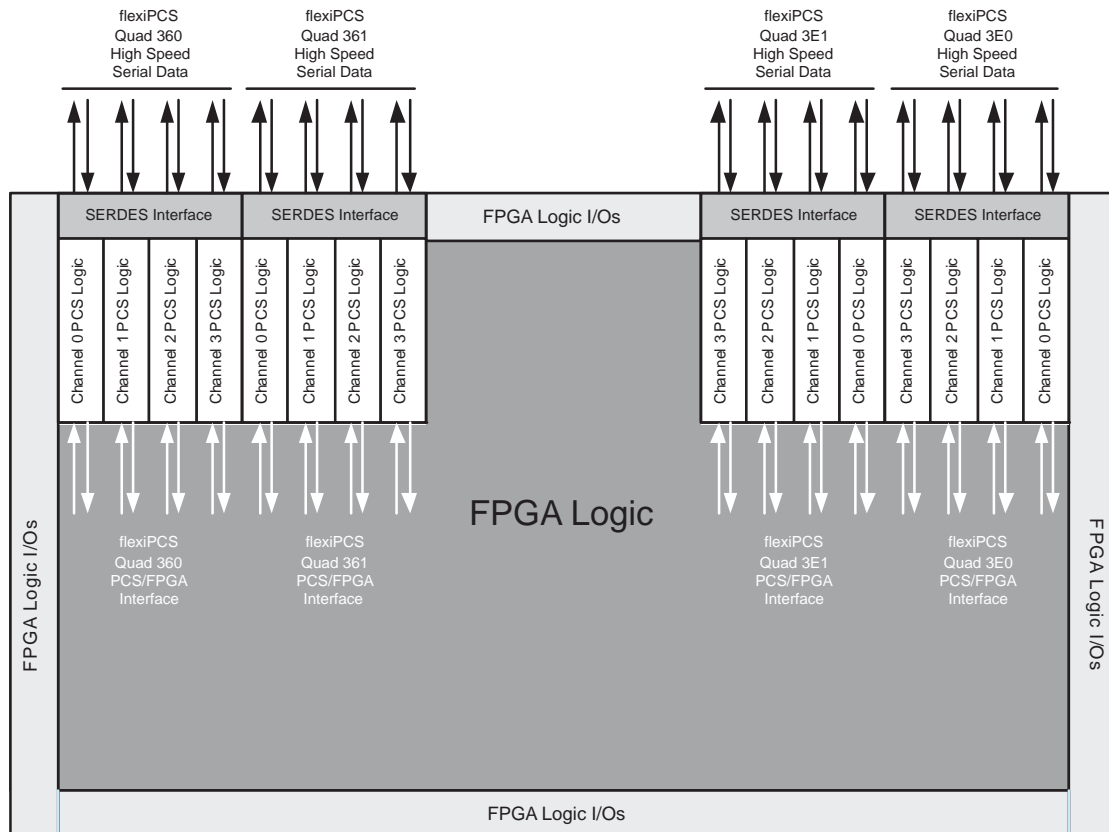 flexiPCS
Quad 360
High Speed
Serial Data
flexiPCS
Quad 361
High Speed
Serial Data
flexiPCS
Quad 3E1
High Speed
Serial Data
flexiPCS
Quad 3E0
High Speed
Serial Data
SERDES Interface
SERDES Interface
FPGA Logic I/Os
SERDES Interface
SERDES Interface
Channel 0 PCS Logic
Channel 1 PCS Logic
Channel 2 PCS Logic
Channel 3 PCS Logic
Channel 0 PCS Logic
Channel 1 PCS Logic
Channel 2 PCS Logic
Channel 3 PCS Logic
Channel 3 PCS Logic
Channel 2 PCS Logic
Channel 1 PCS Logic
Channel 0 PCS Logic
Channel 3 PCS Logic
Channel 2 PCS Logic
Channel 1 PCS Logic
Channel 0 PCS Logic
FPGA Logic
flexiPCS
Quad 360
PCS/FPGA
Interface
flexiPCS
Quad 361
PCS/FPGA
Interface
flexiPCS
Quad 3E1
PCS/FPGA
Interface
flexiPCS
Quad 3E0
PCS/FPGA
Interface
FPGA Logic I/Os
FPGA Logic I/Os
FPGA Logic I/Os